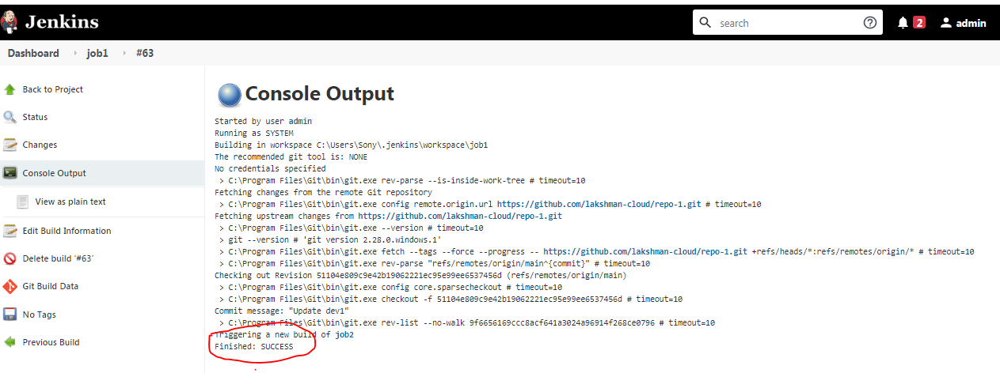 Jenkins
search
2
admin
Dashboard
job1
#63
Back to Project
Status
Changes
Console Output
View as plain text
Edit Build Information
Delete build ‘#63’
Git Build Data
No Tags
Previous Build
Console Output
Started by user admin
Running as SYSTEM
Building in workspace C:\Users\Sony\.jenkins\workspace\job1
The recommended git tool is: NONE
No credentials specified
> C:\Program Files\Git\bin\git.exe rev-parse --is-inside-work-tree # timeout=10
Fetching changes from the remote Git repository
> C:\Program Files\Git\bin\git.exe config remote.origin.url https://github.com/lakshman-cloud/repo-1.git # timeout=10
Fetching upstream changes from https://github.com/lakshman-cloud/repo-1.git
> C:\Program Files\Git\bin\git.exe --version # timeout=10
> git --version # 'git version 2.28.0.windows.1'
> C:\Program Files\Git\bin\git.exe fetch --tags --force --progress -- https://github.com/lakshman-cloud/repo-1.git +refs/heads/*:refs/remotes/origin/* # timeout=10
> C:\Program Files\Git\bin\git.exe rev-parse "refs/remotes/origin/main^{commit}" # timeout=10
Checking out Revision 51104e809c9e42b19062221ec95e99ee6537456d (refs/remotes/origin/main)
> C:\Program Files\Git\bin\git.exe config core.sparsecheckout # timeout=10
> C:\Program Files\Git\bin\git.exe checkout -f 51104e809c9e42b19062221ec95e99ee6537456d # timeout=10
Commit message: "Update dev1"
> C:\Program Files\Git\bin\git.exe rev-list --no-walk 9f6656169ccc8acf641a3024a96914f268ce0796 # timeout=10
Triggering a new build of job2
Finished: SUCCESS